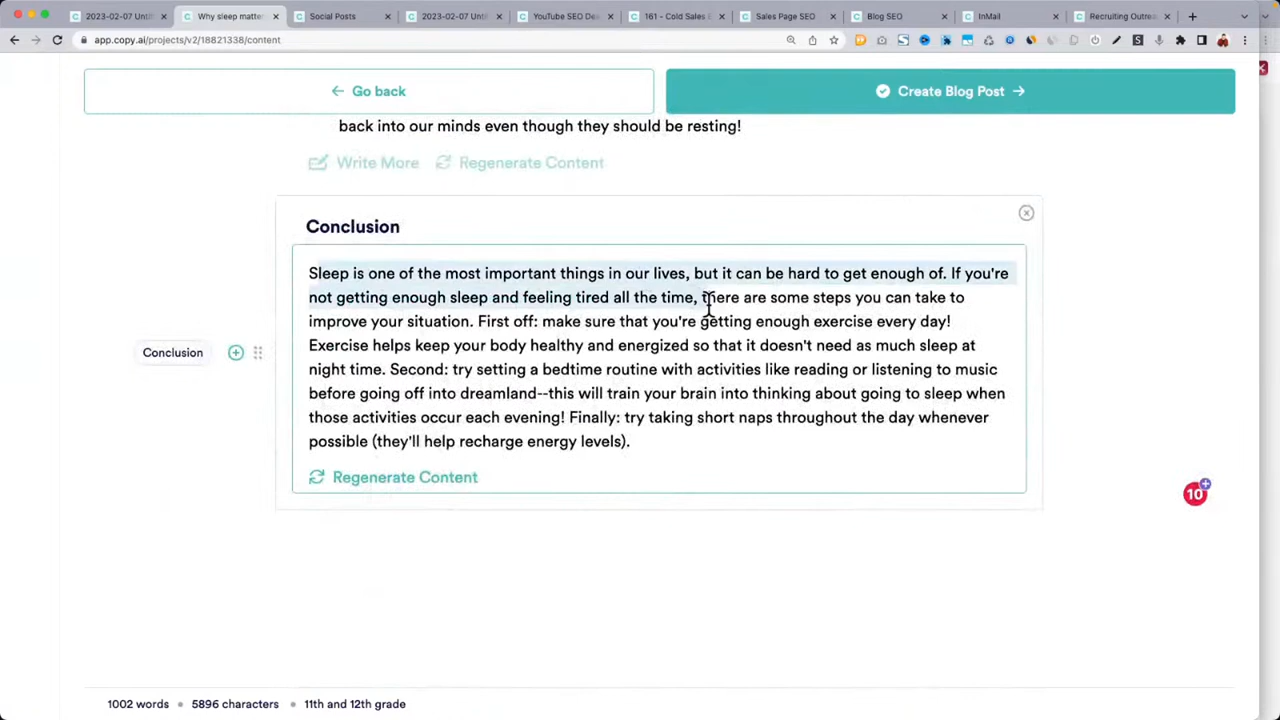 2023-02-07 Untit
Why sleep matter
Social Posts
2023-02-07 Unti
YouTube SEO De
161 - Cold Sales E
Sales Page SEO
Blog SEO
InMail
Recruiting Outrea
app.copy.ai/projects/v2/18821338/content
Go back
Create Blog Post
back into our minds even though they should be resting!
Write More
Regenerate Content
Conclusion
Sleep is one of the most important things in our lives, but it can be hard to get enough of. If you're
not getting enough sleep and feeling tired all the time, there are some steps you can take to
improve your situation. First off: make sure that you're getting enough exercise every day!
Exercise helps keep your body healthy and energized so that it doesn't need as much sleep at
night time. Second: try setting a bedtime routine with activities like reading or listening to music
before going off into dreamland--this will train your brain into thinking about going to sleep when
those activities occur each evening! Finally: try taking short naps throughout the day whenever
possible (they'll help recharge energy levels).
Conclusion
Regenerate Content
10
1002 words • 5896 characters • 11th and 12th grade